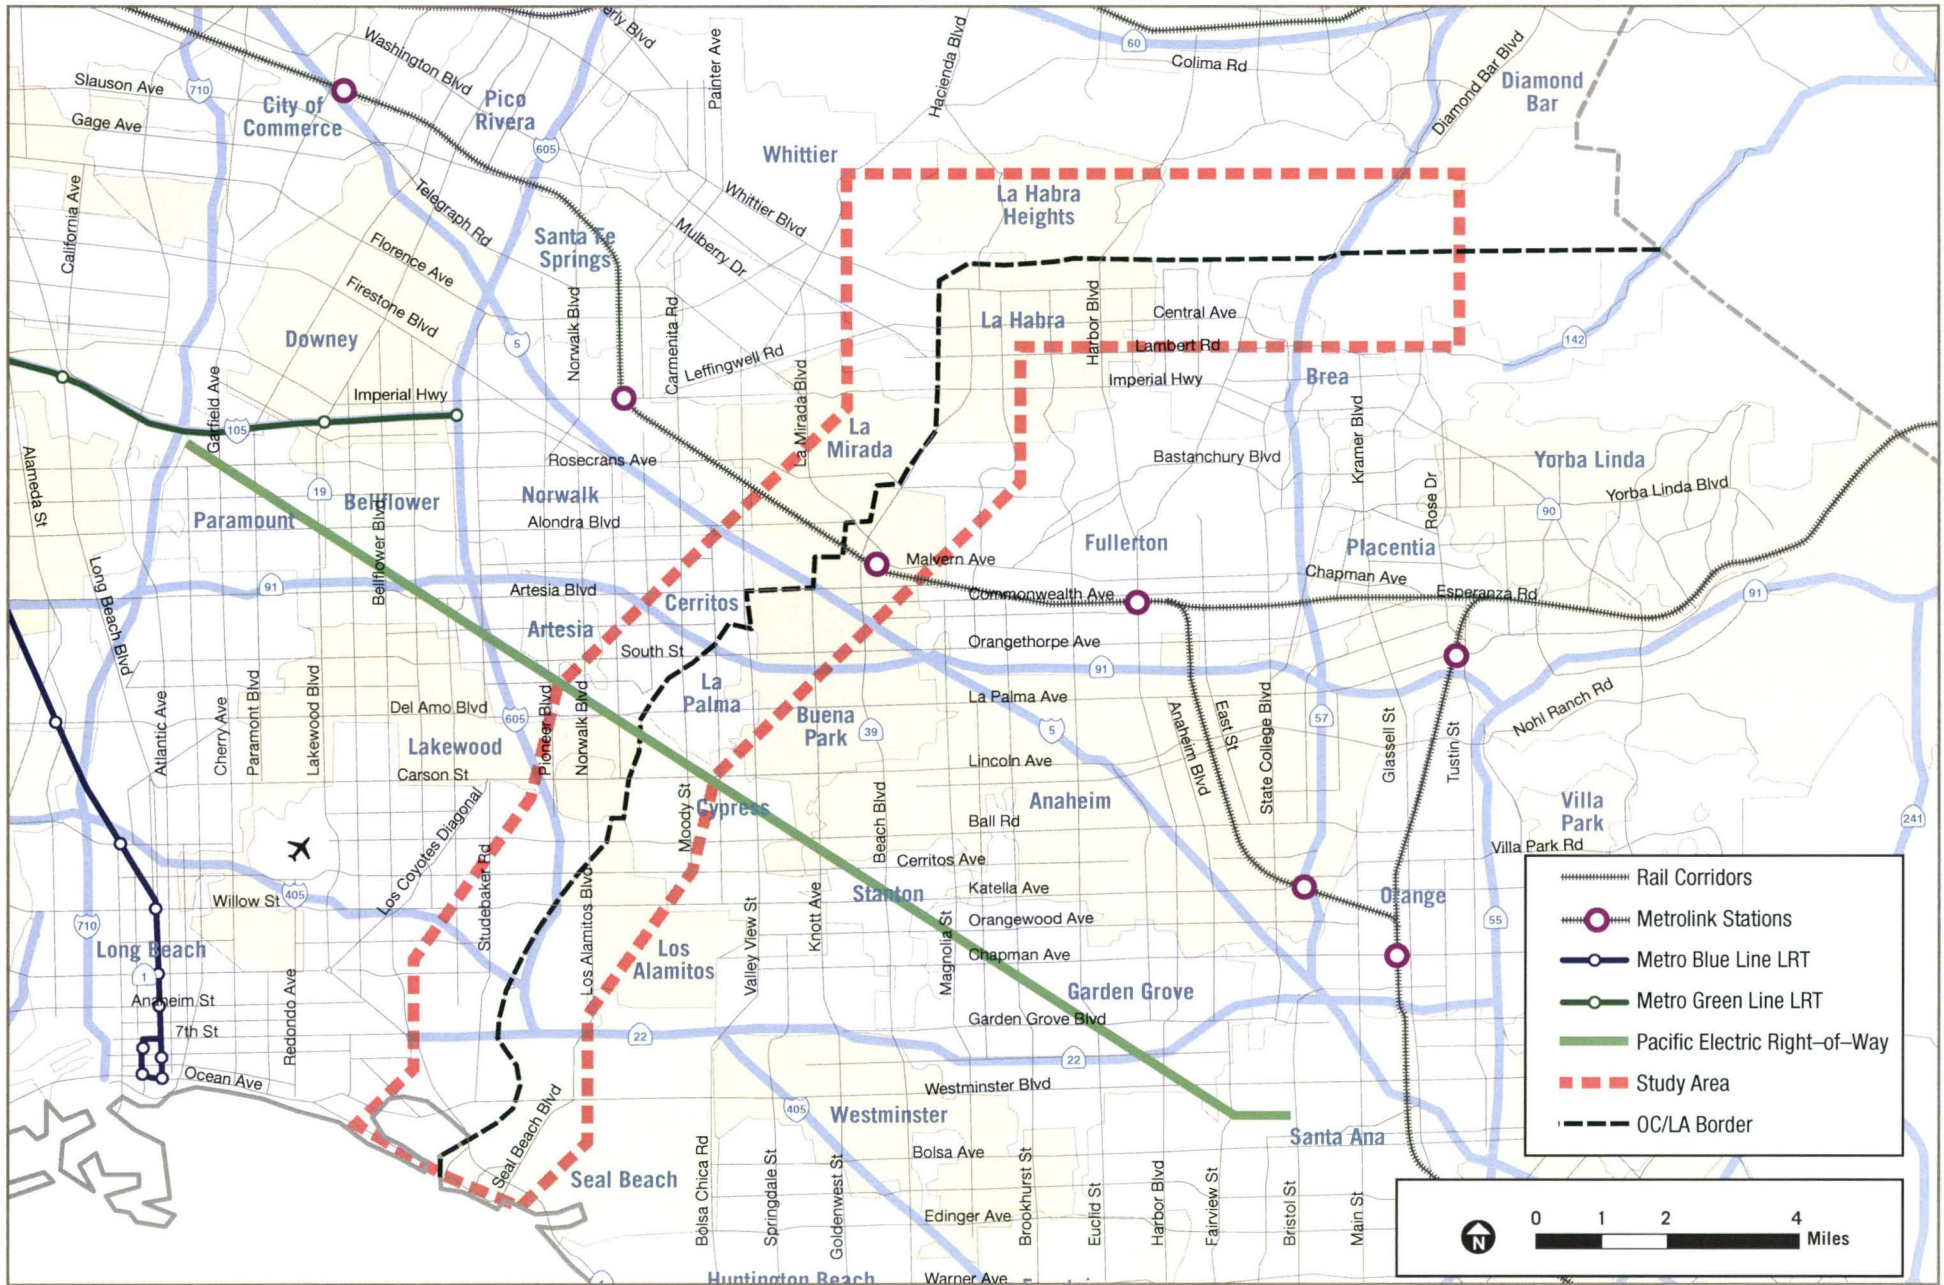 erly Blvd
Painter Ave
Hacienda Blvd
60
Colima Rd
Diamond Bar Blvd
Diamond
Bar
Washington Blvd
Slauson Ave
710
City of
Commerce
Pico
Rivera
Gage Ave
605
Whittier
California Ave
Telegraph Rd
Whittier Blvd
La Habra
Heights
Santa Fe
Springs
Mulberry Dr
Florence Ave
Firestone Blvd
Norwalk Blvd
Carmenita Rd
La Habra
Harbor Blvd
Central Ave
Downey
5
Leffingwell Rd
Lambert Rd
142
Garfield Ave
Imperial Hwy
La Mirada Blvd
Imperial Hwy
Brea
105
La
Mirada
Kramer Blvd
Alameda St
Rosecrans Ave
Bastanchury Blvd
Yorba Linda
19
Bellflower
Norwalk
Rose Dr
Yorba Linda Blvd
90
Paramount
Bellflower Blvd
Alondra Blvd
Fullerton
Placentia
Long Beach Blvd
Malvern Ave
Chapman Ave
91
Artesia Blvd
Cerritos
Commonwealth Ave
Esperanza Rd
91
Artesia
South St
Orangethorpe Ave
91
Atlantic Ave
Cherry Ave
Paramont Blvd
Lakewood Blvd
Del Amo Blvd
605
Pioneer Blvd
Norwalk Blvd
La
Palma
La Palma Ave
Buena
Park
39
5
Anaheim Blvd
East St
State College Blvd
57
Glassell St
Tustin St
Nohl Ranch Rd
Lakewood
Carson St
Lincoln Ave
Moody St
Cypress
Beach Blvd
Anaheim
Ball Rd
Villa
Park
241
Los Coyotes Diagonal
Studebaker Rd
Cerritos Ave
Villa Park Rd
Willow St
405
Los Alamitos Blvd
Valley View St
Knott Ave
Stanton
Katella Ave
Orange
Magnolia St
Orangewood Ave
55
710
Long Beach
Los
Alamitos
Chapman Ave
1
Redondo Ave
Garden Grove
Anaheim St
7th St
22
Garden Grove Blvd
22
Ocean Ave
Seal Beach Blvd
Westminster Blvd
405
Westminster
Santa Ana
Bolsa Ave
Seal Beach
Bolsa Chica Rd
Springdale St
Goldenwest St
Edinger Ave
Brookhurst St
Euclid St
Harbor Blvd
Fairview St
Bristol St
Main St
Huntington Beach
Warner Ave
Rail Corridors
Metrolink Stations
Metro Blue Line LRT
Metro Green Line LRT
Pacific Electric Right–of–Way
Study Area
OC/LA Border
N
0 1 2 4
Miles